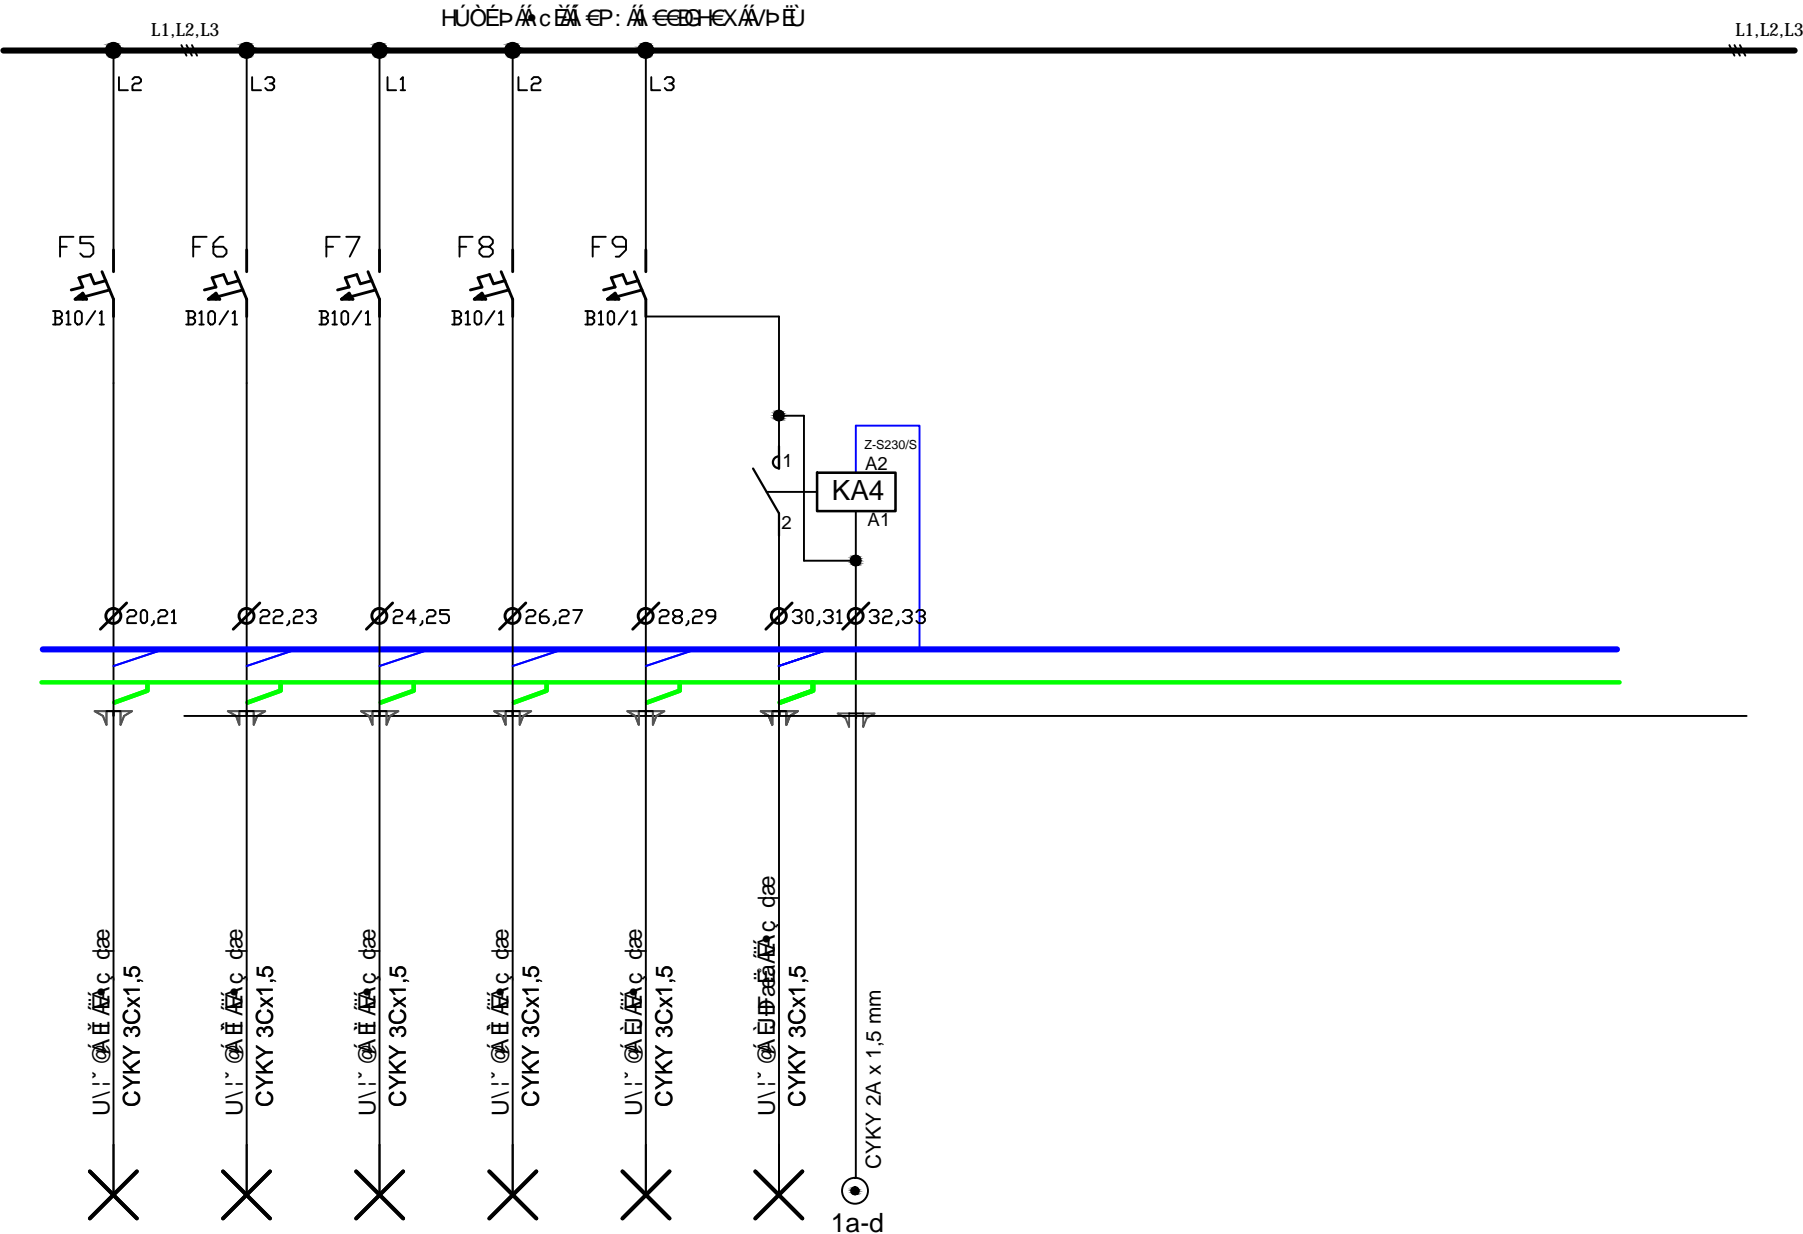 L1,L2,L3
L1,L2,L3
L2
L3
L1
L2
L3
F5
F6
F7
F8
F9
B10/1
B10/1
B10/1
B10/1
B10/1
Z-S230/S
1
A2
KA4
2
A1
20,21
22,23
24,25
26,27
28,29
30,31
32,33
CYKY 3Cx1,5
CYKY 3Cx1,5
CYKY 3Cx1,5
CYKY 3Cx1,5
CYKY 3Cx1,5
CYKY 3Cx1,5
CYKY 2A x 1,5 mm
1a-d